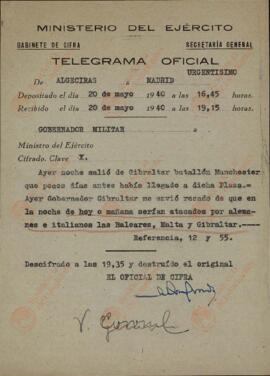 MINISTERIO DEL EJÉRCITO
GABINETE DE CIFRA SECRETARÍA GENERAL
TELEGRAMA OFICIAL
URGENTISIMO
De ALGECIRAS a MADRID
Depositado el día 20 de mayo 1940 a las 16,45 horas.
Recibido el día 20 de mayo 1940 a las 19,15 horas.
GOBERNADOR MILITAR a
Ministro del Ejército
Cifrado. Clave X.
Ayer noche salió de Gibraltar batallón Manchester
que pocos días antes había llegado a dicha Plaza.-
Ayer Gobernador Gibraltar me envió recado de que en
la noche de hoy o mañana serían atacados por alema-
nes e italianos las Baleares, Malta y Gibraltar.-
Referencia, 12 y 55.-
Descifrado a las 19,35 y destruído el original
EL OFICIAL DE CIFRA